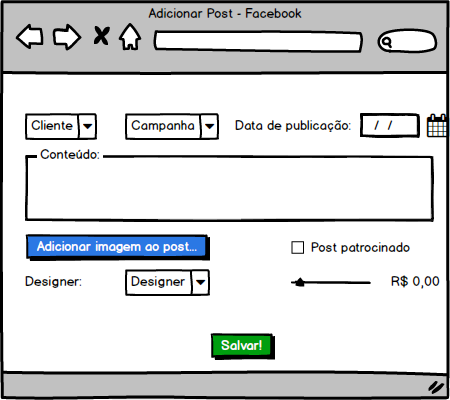 Adicionar Post - Facebook
Cliente Campanha Data de publicação: / /
Conteúdo:
Adicionar imagem ao post... Post patrocinado
Designer: Designer R$ 0,00
Salvar!